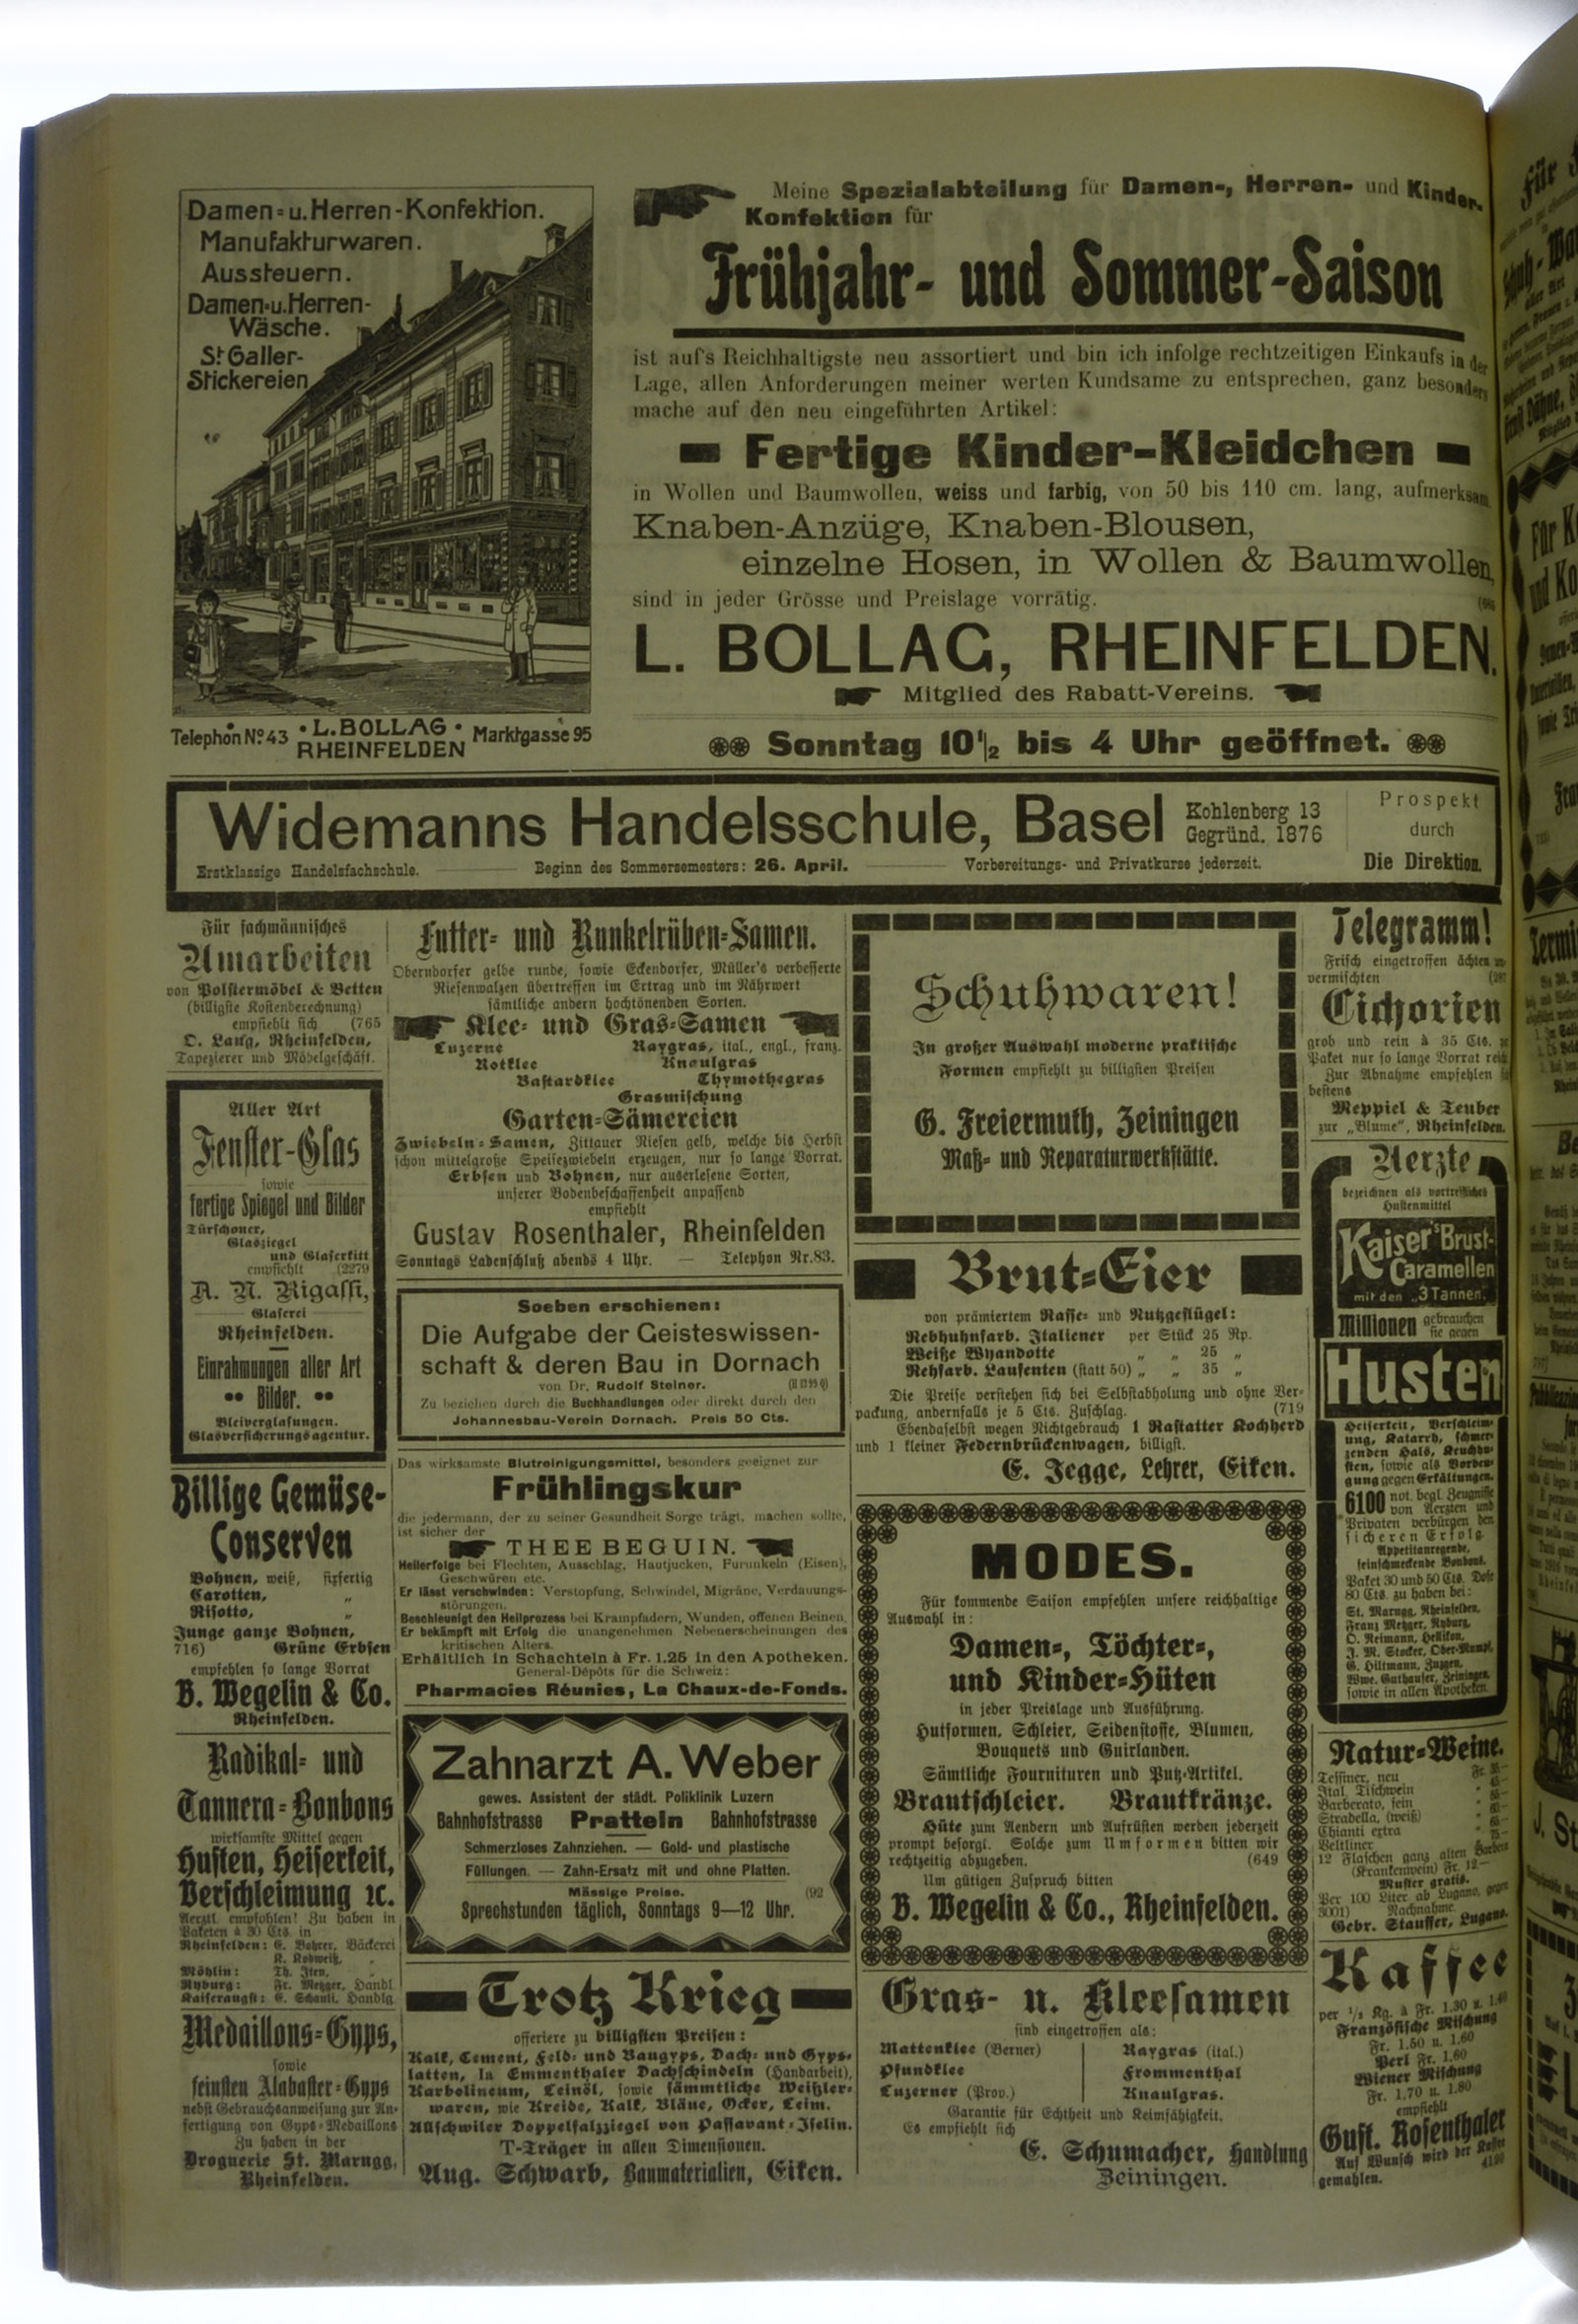 Damen- u. Herren-Konfektion.
Manufakturwaren.
Aussteuern.
Damen- u. Herren-
Wäsche.
St. Galler-
Stickereien
Telephon No. 43 • L. BOLLAG • Marktgasse 95
RHEINFELDEN
Meine Spezialabteilung für Damen-, Herren- und Kinder-
Konfektion für
Frühjahr- und Sommer-Saison
ist auf's Reichhaltigste neu assortiert und bin ich infolge rechtzeitigen Einkaufs in der
Lage, allen Anforderungen meiner werten Kundsame zu entsprechen, ganz besonders
mache auf den neu eingeführten Artikel:
Fertige Kinder-Kleidchen
in Wollen und Baumwollen, weiss und farbig, von 50 bis 110 cm. lang, aufmerksam.
Knaben-Anzüge, Knaben-Blousen,
einzelne Hosen, in Wollen & Baumwollen,
sind in jeder Grösse und Preislage vorrätig.
L. BOLLAG, RHEINFELDEN.
Mitglied des Rabatt-Vereins.
Sonntag 10½ bis 4 Uhr geöffnet.
Widemanns Handelsschule, Basel
Kohlenberg 13
Gegründ. 1876
Prospekt
durch
Die Direktion.
Erstklassige Handelsfachschule. — Beginn des Sommersemesters: 26. April. — Vorbereitungs- und Privatkurse jederzeit.
Für fachmännisches
Umarbeiten
von Polstermöbel & Betten
(billigste Kostenberechnung)
empfiehlt sich (765
O. Lang, Rheinfelden,
Tapezierer und Möbelgeschäft.
Aller Art
Fenster-Glas
sowie
fertige Spiegel und Bilder
Türschoner,
Glasziegel
und Glaserkitt
empfiehlt (2279
A. N. Rigassi,
Glaserei
Rheinfelden.
Einrahmungen aller Art
Bilder.
Bleiverglasungen.
Glasversicherungsagentur.
Billige Gemüse-
Conserven
Bohnen, weiß, fixfertig
Carotten, „
Risotto, „
Junge ganze Bohnen,
716) Grüne Erbsen
empfehlen so lange Vorrat
B. Wegelin & Co.
Rheinfelden.
Radikal- und
Tannera-Bonbons
wirksamste Mittel gegen
Husten, Heiserkeit,
Verschleimung ꝛc.
Aerztl. empfohlen! Zu haben in
Paketen à 30 Cts. in
Rheinfelden: E. Bohrer, Bäckerei
K. Kobweiß, „
Möhlin: Th. Iten, „
Ryburg: Fr. Metzger, Handl.
Kaiseraugst: E. Schauli, Handlg.
Medaillons-Gyps,
sowie
feinsten Alabaster-Gyps
nebst Gebrauchsanweisung zur An-
fertigung von Gyps-Medaillons
Zu haben in der
Droguerie St. Marugg,
Rheinfelden.
Futter- und Runkelrüben-Samen.
Oberndorfer gelbe runde, sowie Eckendorfer, Müller's verbesserte
Riesenwalzen übertreffen im Ertrag und im Nährwert
sämtliche andern hochtönenden Sorten.
Klee- und Gras-Samen
Luzerne Raygras, ital., engl., franz.
Rotklee Knaulgras
Bastardklee Thymothegras
Grasmischung
Garten-Sämereien
Zwiebeln-Samen, Zittauer Riesen gelb, welche bis Herbst
schon mittelgroße Speisezwiebeln erzeugen, nur so lange Vorrat.
Erbsen und Bohnen, nur auserlesene Sorten,
unserer Bodenbeschaffenheit anpassend
empfiehlt
Gustav Rosenthaler, Rheinfelden
Sonntags Ladenschluß abends 4 Uhr. — Telephon Nr. 83.
Soeben erschienen:
Die Aufgabe der Geisteswissen-
schaft & deren Bau in Dornach
von Dr. Rudolf Steiner.
Zu beziehen durch die Buchhandlungen oder direkt durch den
Johannesbau-Verein Dornach. Preis 50 Cts.
Das wirksamste Blutreinigungsmittel, besonders geeignet zur
Frühlingskur
die jedermann, der zu seiner Gesundheit Sorge trägt, machen sollte,
ist sicher der
THEE BEGUIN.
Heilerfolge bei Flechten, Ausschlag, Hautjucken, Furunkeln (Eisen),
Geschwüren etc.
Er lässt verschwinden: Verstopfung, Schwindel, Migräne, Verdauungs-
störungen.
Beschleunigt den Heilprozess bei Krampfadern, Wunden, offenen Beinen.
Er bekämpft mit Erfolg die unangenehmen Nebenerscheinungen des
kritischen Alters.
Erhältlich in Schachteln à Fr. 1.25 in den Apotheken.
General-Dépôts für die Schweiz:
Pharmacies Réunies, La Chaux-de-Fonds.
Zahnarzt A. Weber
gewes. Assistent der städt. Poliklinik Luzern
Bahnhofstrasse Pratteln Bahnhofstrasse
Schmerzloses Zahnziehen. — Gold- und plastische
Füllungen. — Zahn-Ersatz mit und ohne Platten.
Mässige Preise. (92
Sprechstunden täglich, Sonntags 9—12 Uhr.
Trotz Krieg
offeriere zu billigsten Preisen:
Kalk, Cement, Feld- und Baugyps, Dach- und Gyps-
latten, Ia Emmenthaler Dachschindeln (Handarbeit),
Karbolineum, Leinöl, sowie sämmtliche Weißler-
waren, wie Kreide, Kalk, Bläue, Ocker, Leim.
Allschwiler Doppelfalzziegel von Passavant-Iselin.
T-Träger in allen Dimensionen.
Aug. Schwarb, Baumaterialien, Eiken.
Schuhwaren!
In großer Auswahl moderne praktische
Formen empfiehlt zu billigsten Preisen
G. Freiermuth, Zeiningen
Maß- und Reparaturwerkstätte.
Brut-Eier
von prämiertem Rasse- und Nutzgeflügel:
Rebhuhnfarb. Italiener per Stück 25 Rp.
Weiße Wyandotte „ „ 25 „
Rehfarb. Laufenten (statt 50) „ „ 35 „
Die Preise verstehen sich bei Selbstabholung und ohne Ver-
packung, andernfalls je 5 Cts. Zuschlag. (719
Ebendaselbst wegen Nichtgebrauch 1 Rastatter Kochherd
und 1 kleiner Federnbrückenwagen, billigst.
E. Jegge, Lehrer, Eiken.
MODES.
Für kommende Saison empfehlen unsere reichhaltige
Auswahl in:
Damen-, Töchter-,
und Kinder-Hüten
in jeder Preislage und Ausführung.
Hutformen, Schleier, Seidenstoffe, Blumen,
Bouquets und Guirlanden.
Sämtliche Fournituren und Putz-Artikel.
Brautschleier. Brautkränze.
Hüte zum Aendern und Aufrüsten werden jederzeit
prompt besorgt. Solche zum Umformen bitten wir
rechtzeitig abzugeben. (649
Um gütigen Zuspruch bitten
B. Wegelin & Co., Rheinfelden.
Gras- u. Kleesamen
sind eingetroffen als:
Mattenklee (Berner) Raygras (ital.)
Pfundklee Frommenthal
Luzerner (Prov.) Knaulgras.
Garantie für Echtheit und Keimfähigkeit.
Es empfiehlt sich
E. Schumacher, Handlung
Zeiningen.
Telegramm!
Frisch eingetroffen ächten
vermischten (287
Cichorien
grob und rein à 35 Cts.
Paket nur so lange Vorrat
Zur Abnahme empfehlen
bestens
Meppiel & Teuber
zur „Blume“, Rheinfelden.
Aerzte
bezeichnen als vortreffliches
Hustenmittel
Kaiser's Brust-
Caramellen
mit den „3 Tannen.
Millionen gebrauchen
sie gegen
Husten
Heiserkeit, Verschleim-
ung, Katarrh, schmer-
zenden Hals, Keuchhu-
sten, sowie als Vorbeu-
gung gegen Erkältungen.
6100 not. begl. Zeugnisse
von Aerzten und
Privaten verbürgen den
sicheren Erfolg.
Appetitanregende,
feinschmeckende Bonbons.
Paket 30 und 50 Cts. Dose
80 Cts. zu haben bei:
St. Marugg, Rheinfelden,
Franz Metzger, Ryburg,
O. Reimann, Hellikon,
J. M. Stocker, Ober-Mumpf,
G. Hiltmann, Zuzgen,
Wwe. Guthauser, Zeiningen,
sowie in allen Apotheken.
Natur-Weine.
Tessiner, neu
Ital. Tischwein
Barberato, fein
Stradella, (weiß)
Chianti extra
Veltliner
12 Flaschen ganz alten Barbera
(Krankenwein) Fr. 12.—
Muster gratis.
Per 100 Liter ab Lugano, gegen
3001) Nachnahme.
Gebr. Stauffer, Lugano.
Kaffee
per ½ Kg. à Fr. 1.30 u. 1.40
Französische Mischung
Fr. 1.50 u. 1.60
Perl Fr. 1.60
Wiener Mischung
Fr. 1.70 u. 1.80
empfiehlt
Gust. Rosenthaler
Auf Wunsch wird der Kaffee
gemahlen.